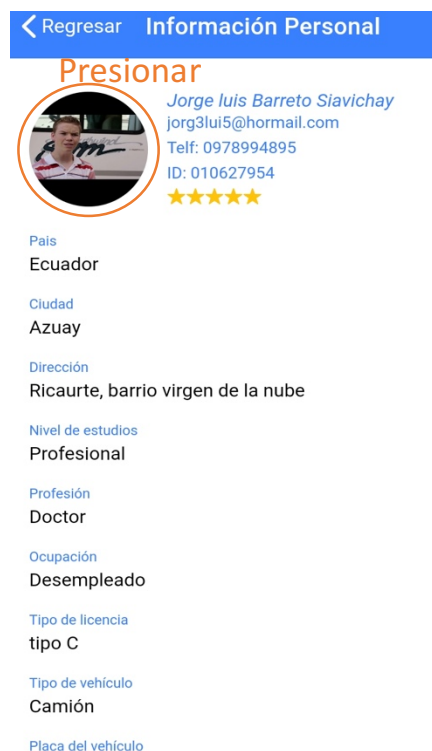 Regresar Información Personal
Presionar
Jorge luis Barreto Siavichay
jorg3lui5@hormail.com
Telf: 0978994895
ID: 010627954
Pais
Ecuador
Ciudad
Azuay
Dirección
Ricaurte, barrio virgen de la nube
Nivel de estudios
Profesional
Profesión
Doctor
Ocupación
Desempleado
Tipo de licencia
tipo C
Tipo de vehículo
Camión
Placa del vehículo